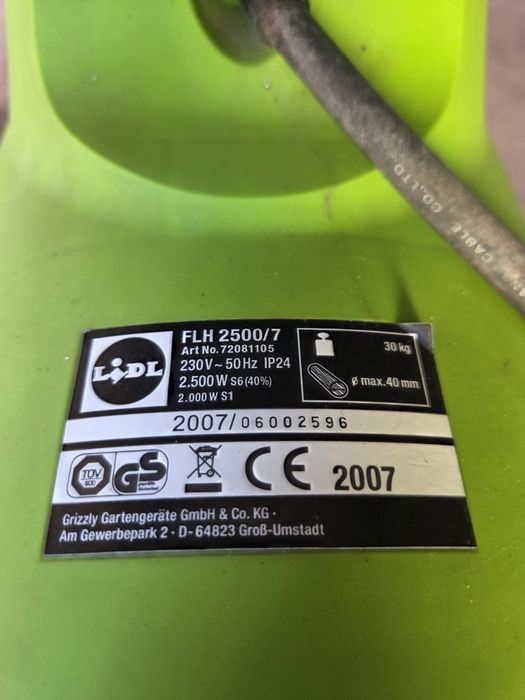 CABLE CO.,LTD.
LIDL
FLH 2500/7
Art No. 72081105
230V ~ 50Hz IP24
2.500 W S6 (40%)
2.000 W S1
30 kg
ø max. 40 mm
2007/06002596
TÜV
GS
CE
2007
Grizzly Gartengeräte GmbH & Co. KG ·
Am Gewerbepark 2 · D-64823 Groß-Umstadt